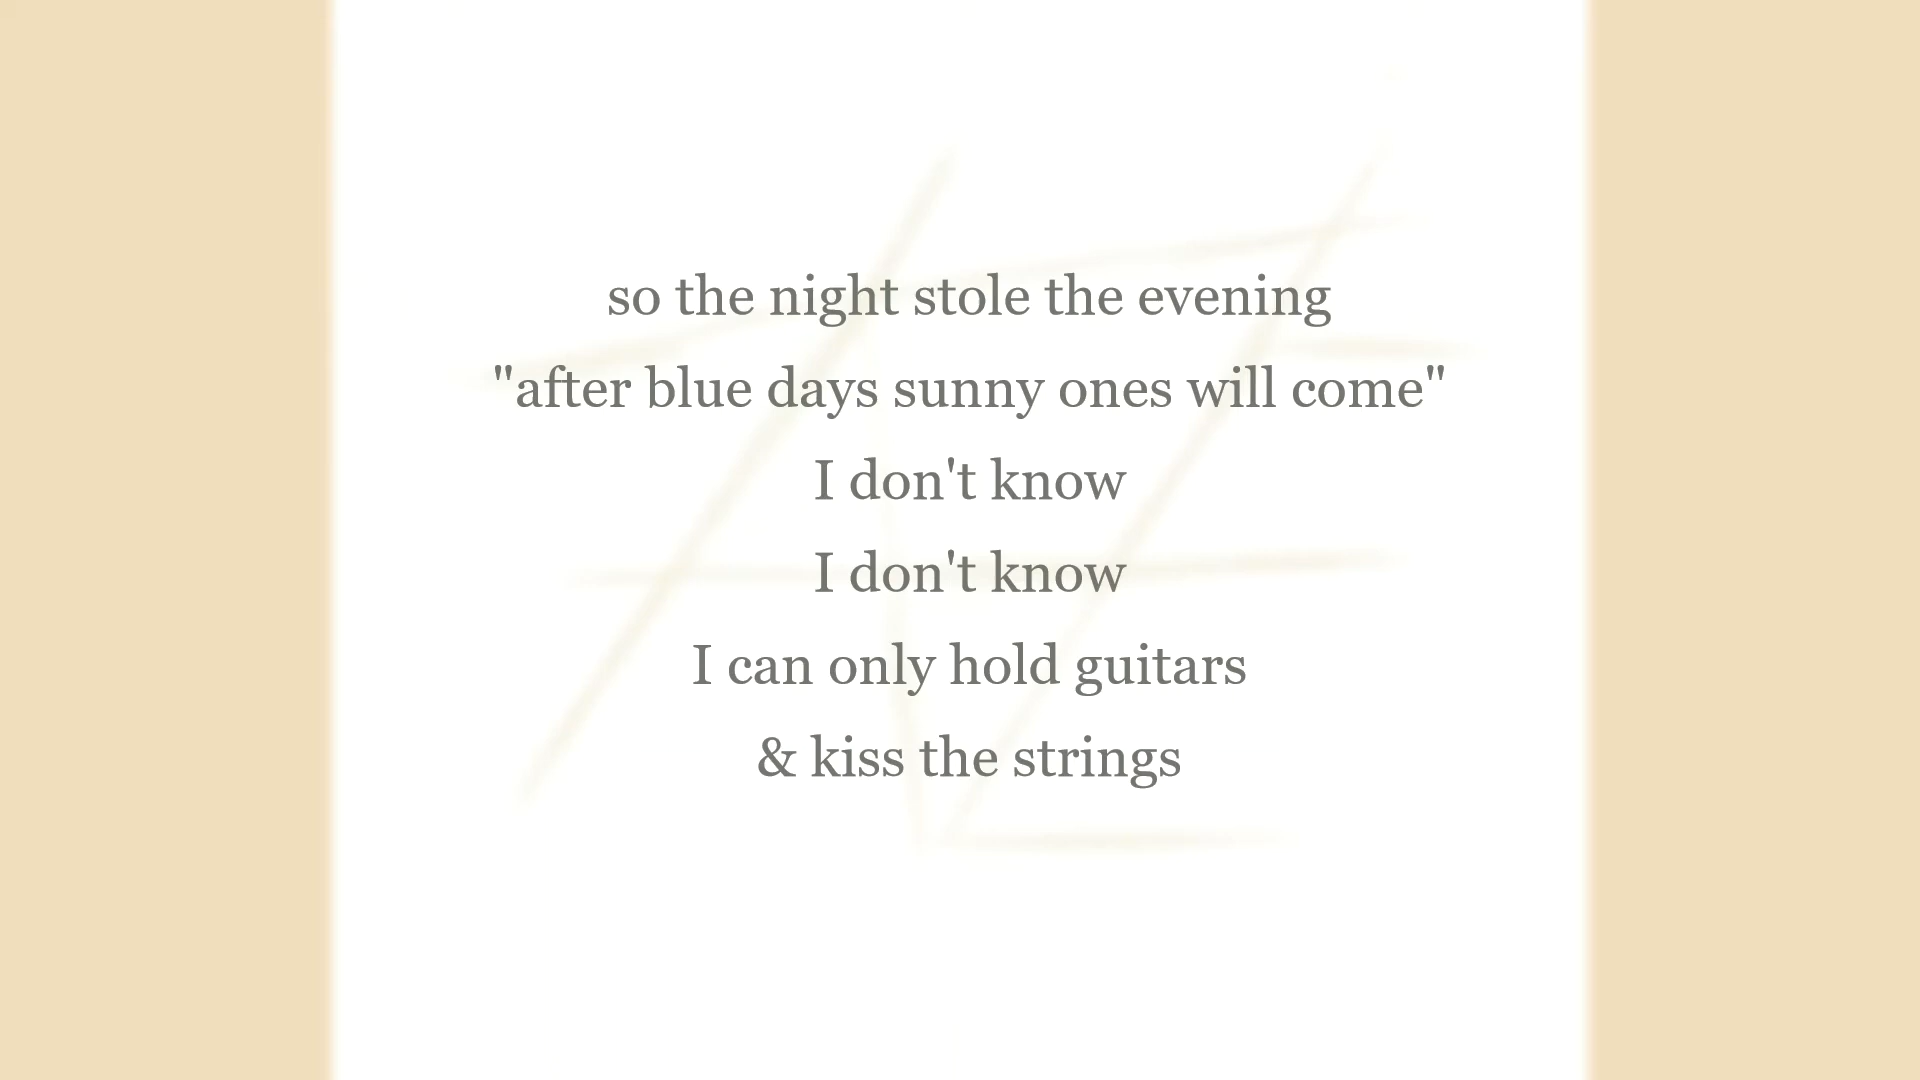 so the night stole the evening
"after blue days sunny ones will come"
I don't know
I don't know
I can only hold guitars
& kiss the strings